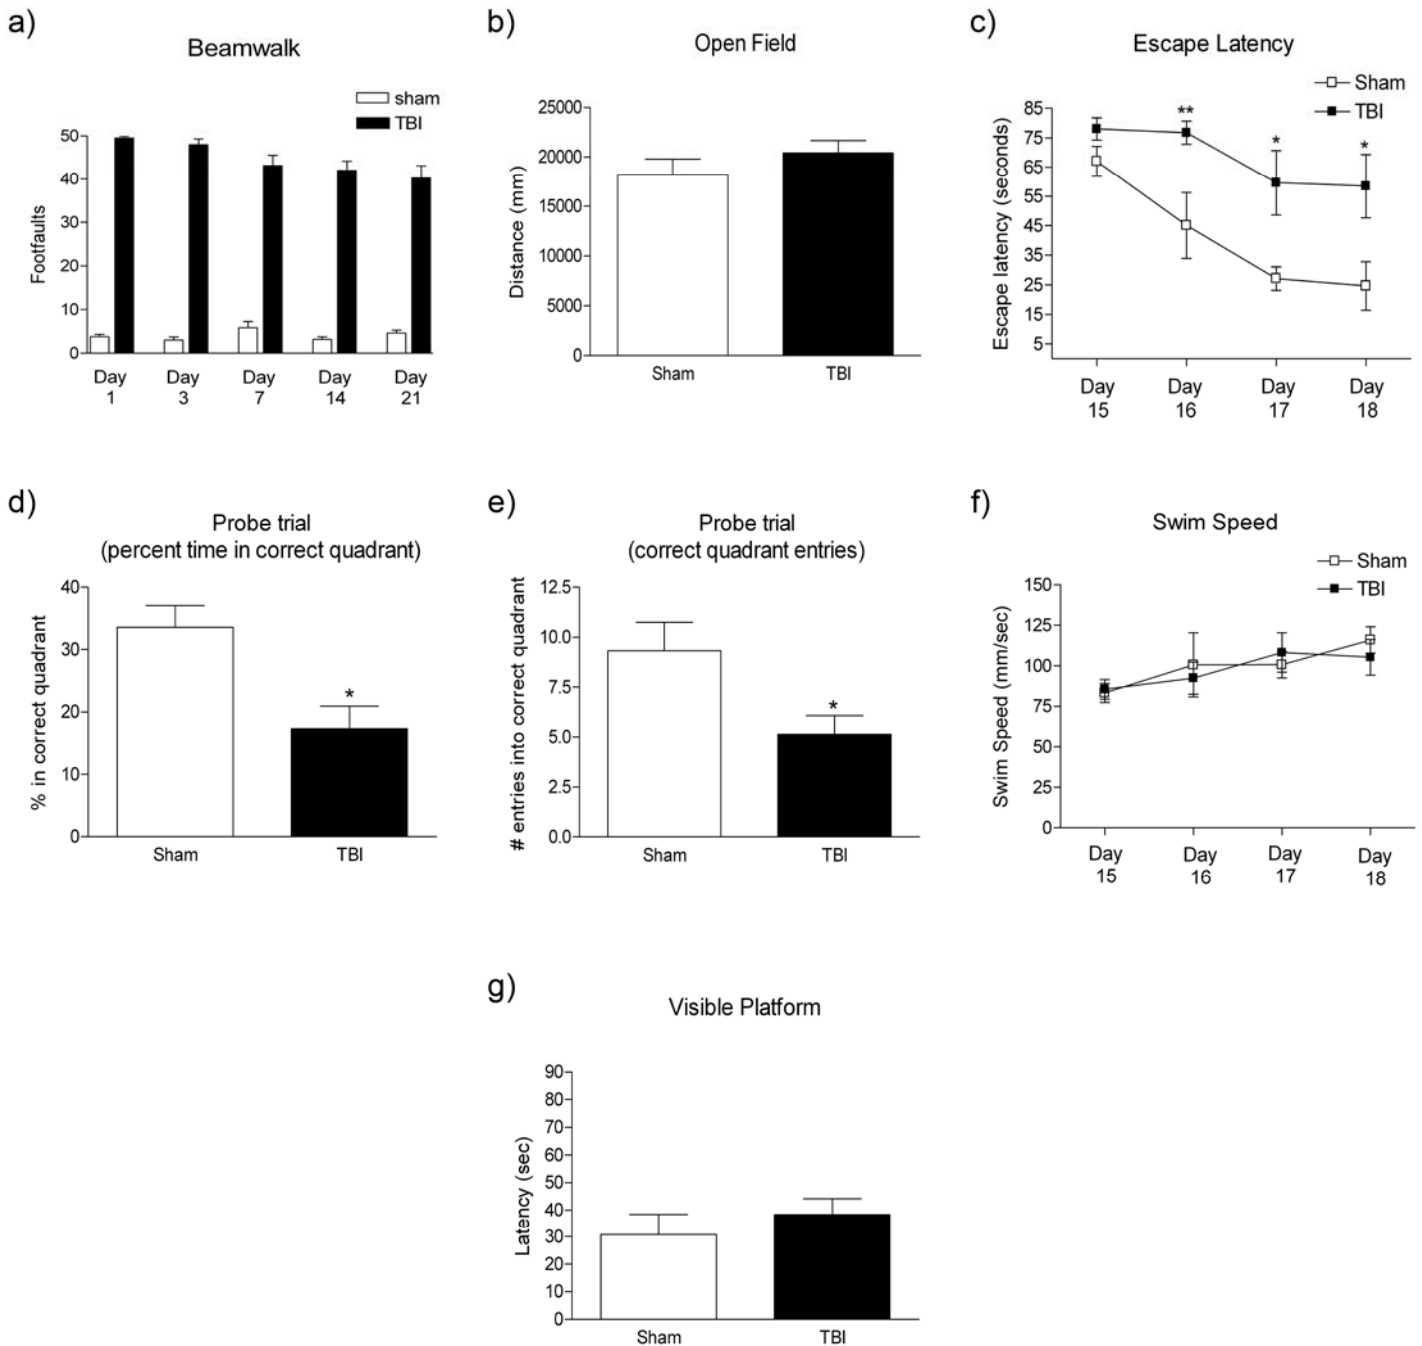 a)
Beamwalk
sham
TBI
Footfaults
50
40
30
20
10
0
Day 1
Day 3
Day 7
Day 14
Day 21
b)
Open Field
Distance (mm)
25000
20000
15000
10000
5000
0
Sham
TBI
c)
Escape Latency
Sham
TBI
Escape latency (seconds)
85
75
65
55
45
35
25
15
5
**
*
*
Day 15
Day 16
Day 17
Day 18
d)
Probe trial
(percent time in correct quadrant)
% in correct quadrant
40
30
20
10
0
*
Sham
TBI
e)
Probe trial
(correct quadrant entries)
# entries into correct quadrant
12.5
10.0
7.5
5.0
2.5
0.0
*
Sham
TBI
f)
Swim Speed
Sham
TBI
Swim Speed (mm/sec)
150
125
100
75
50
25
0
Day 15
Day 16
Day 17
Day 18
g)
Visible Platform
Latency (sec)
90
80
70
60
50
40
30
20
10
0
Sham
TBI